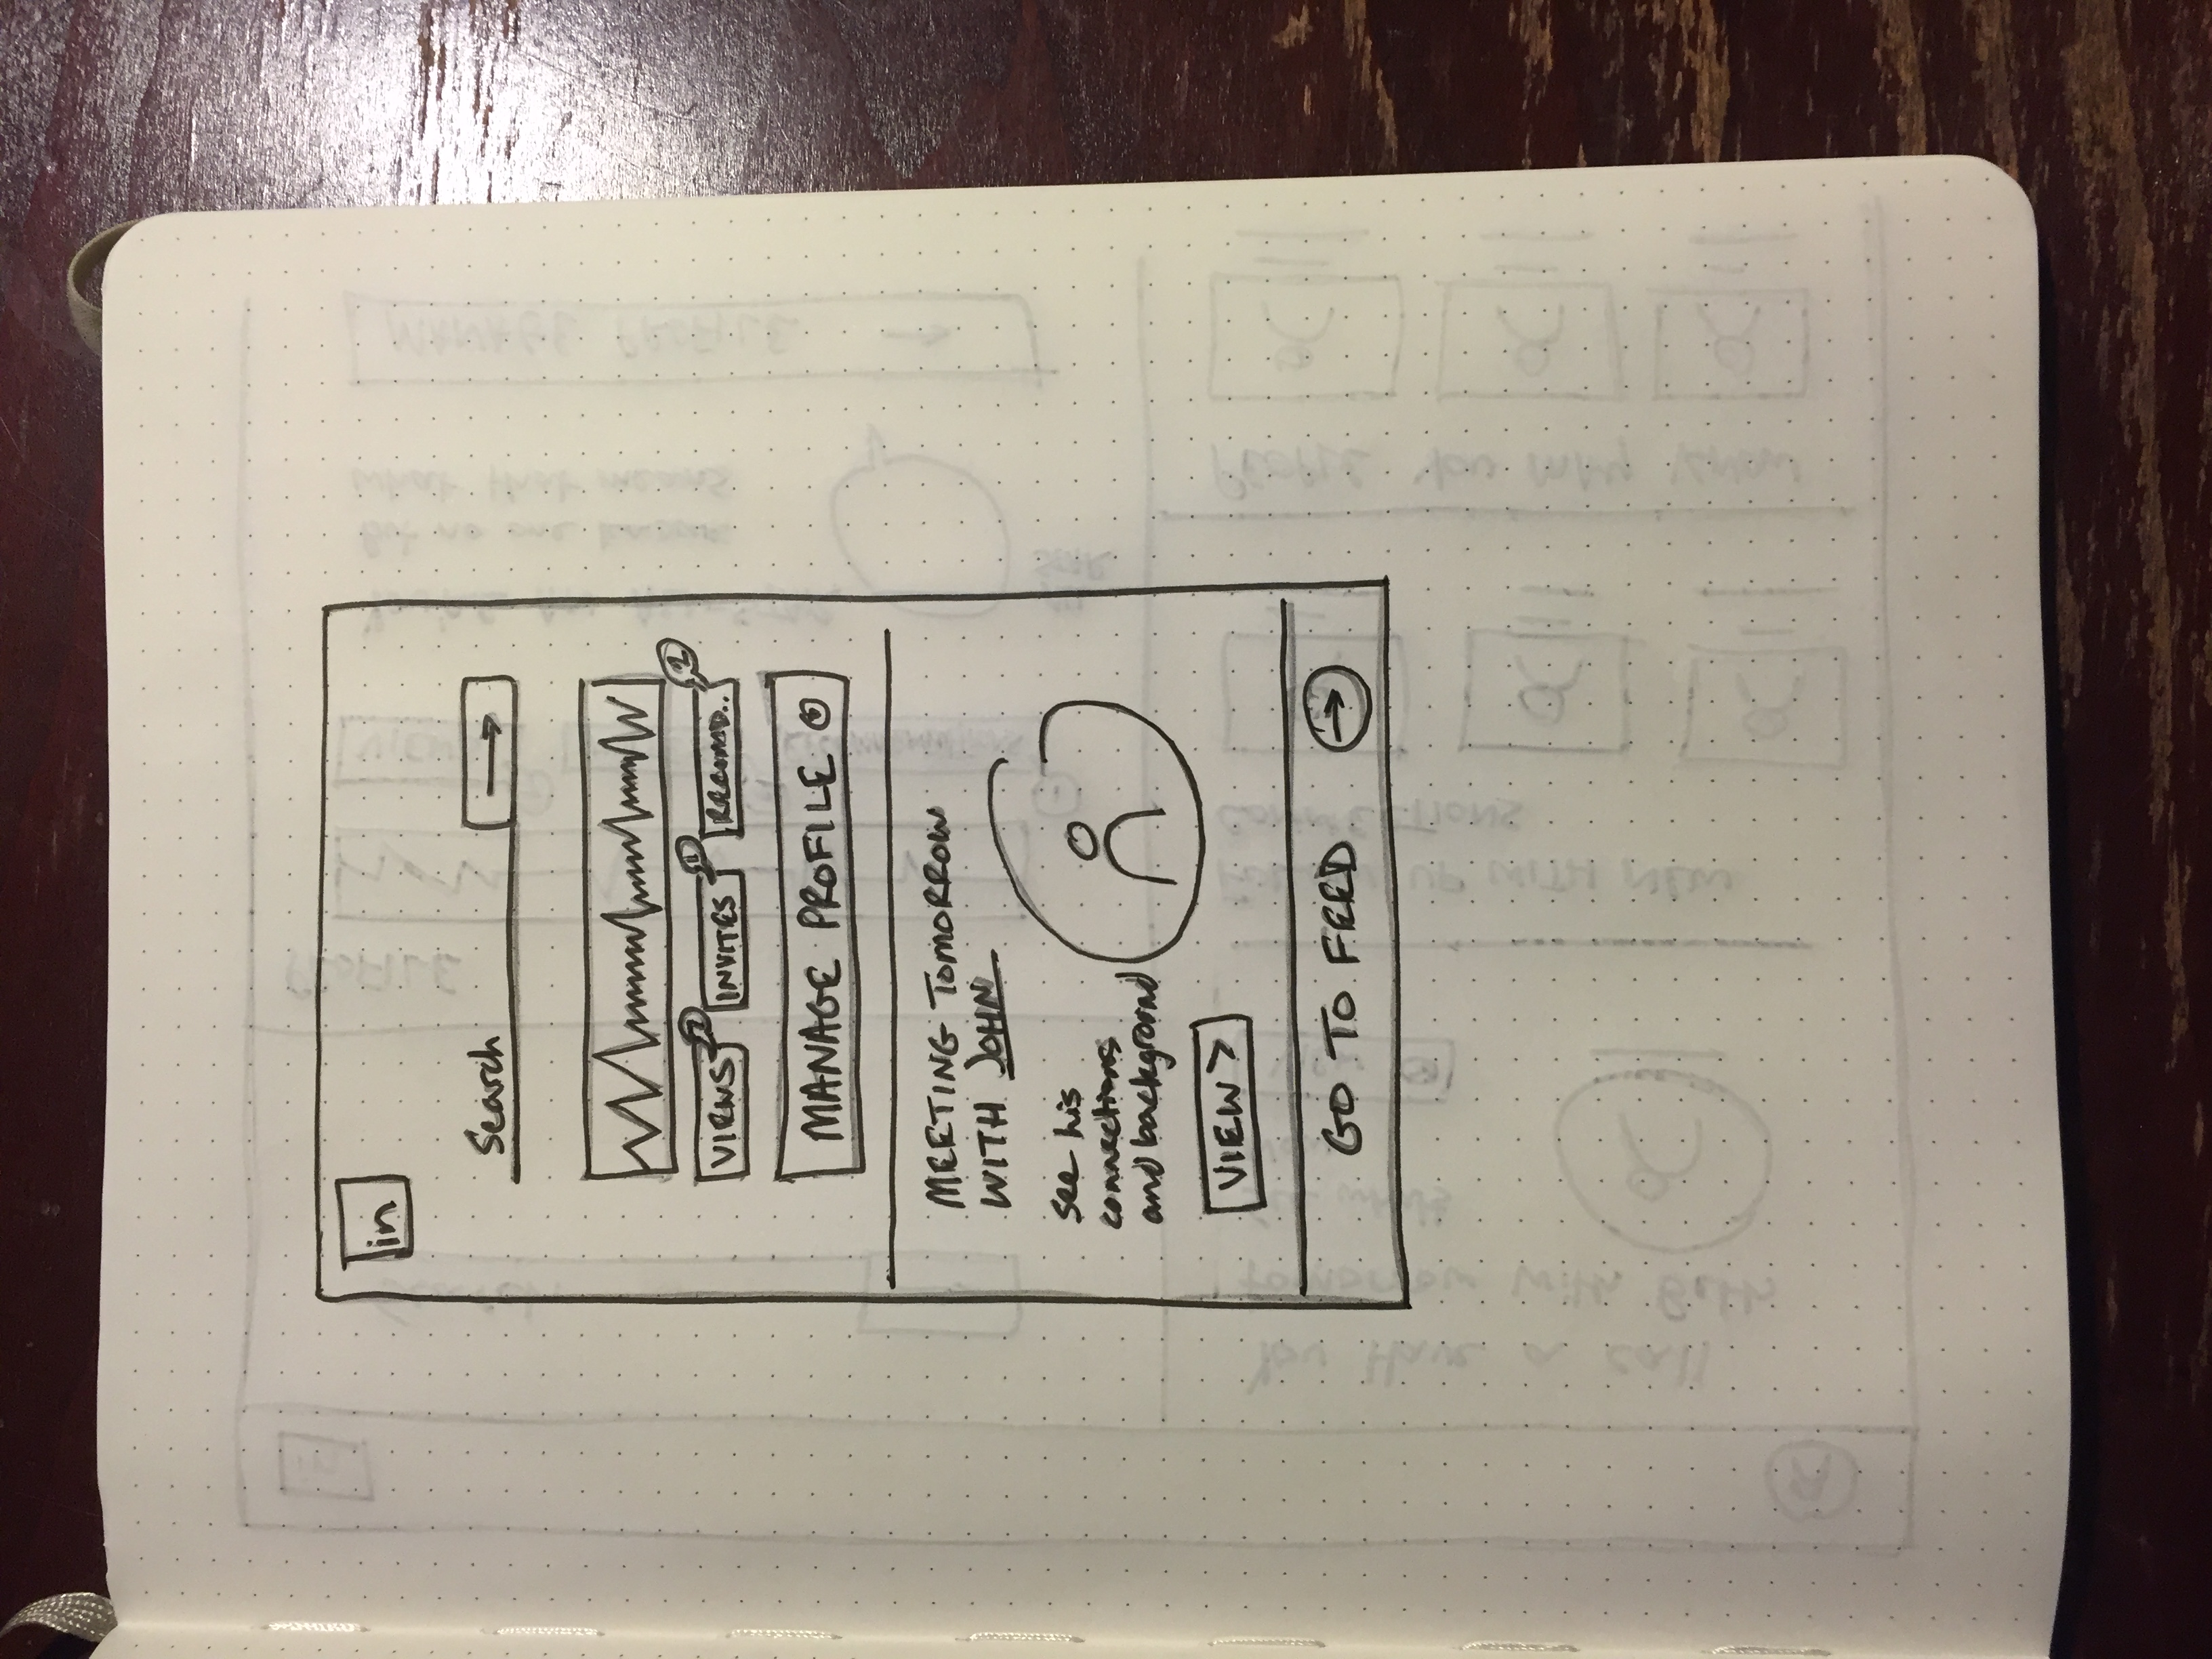 in
Search
VIEWS 7
INVITES 1
RECOMD.. 2
MANAGE PROFILE
MEETING TOMORROW
WITH JOHN
see his
connections
and background
VIEW >
GO TO FEED